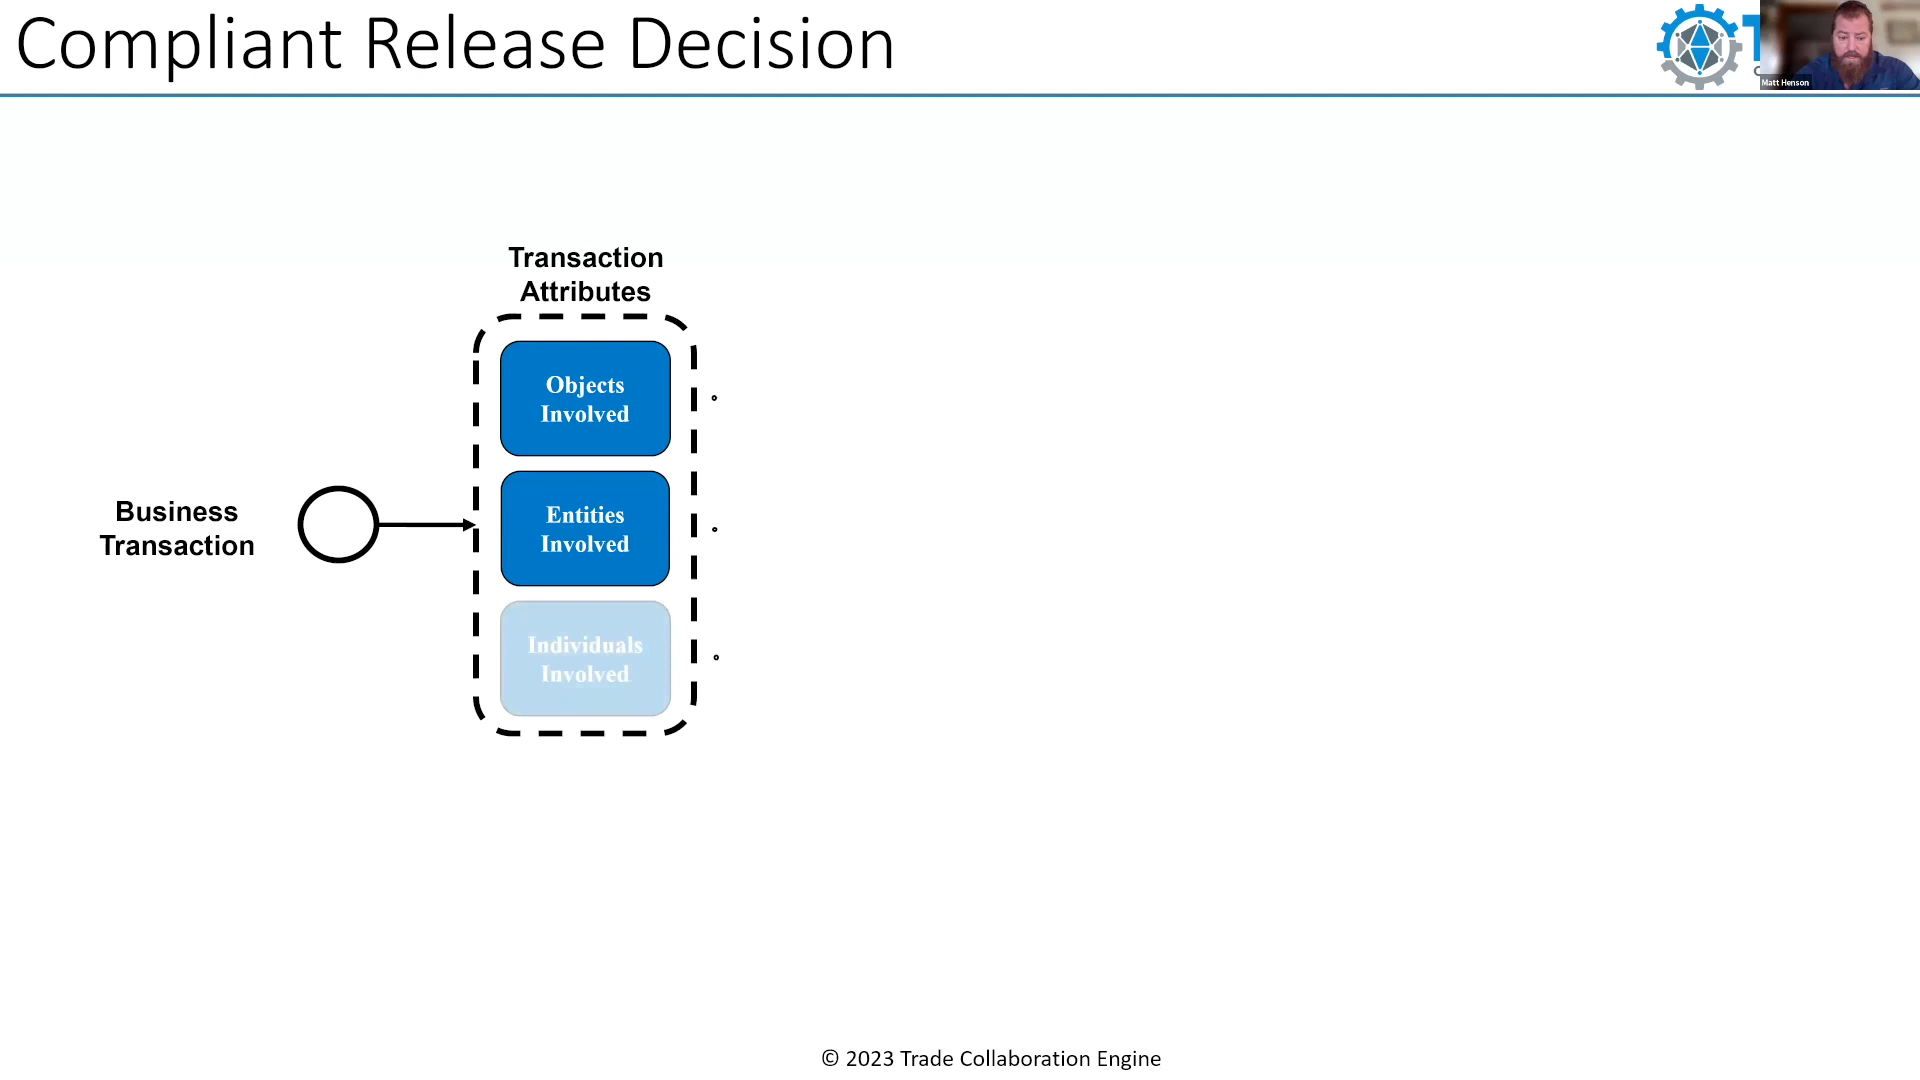 Compliant Release Decision
Matt Henson
Transaction
Attributes
Objects
Involved
Business
Transaction
Entities
Involved
Individuals
Involved
© 2023 Trade Collaboration Engine